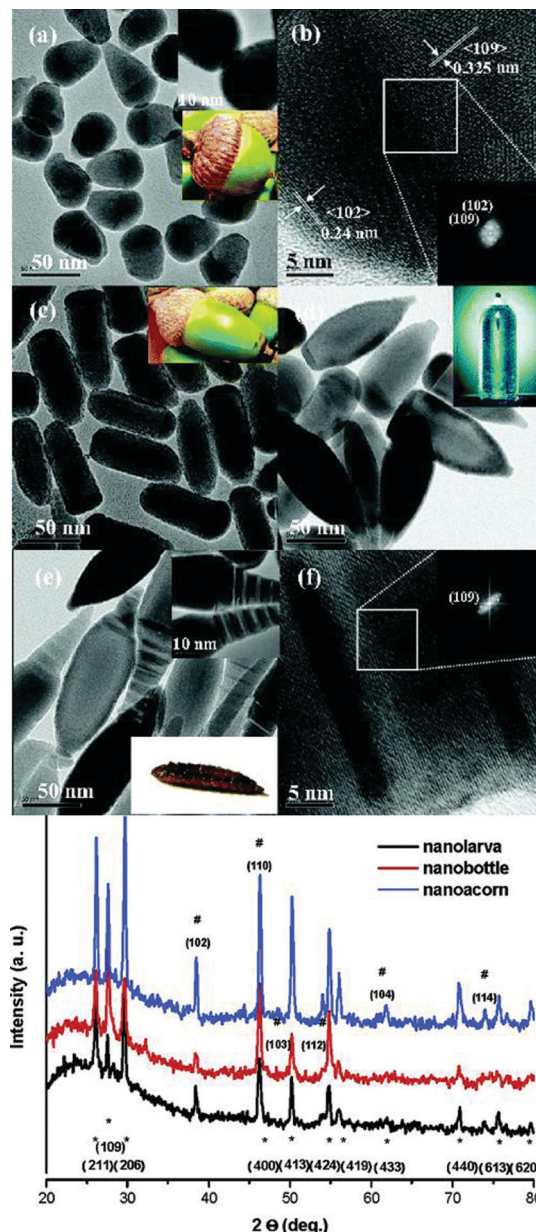 (a)
10 nm
50 nm
(b)
<109>
0.325 nm
<102>
0.24 nm
(102)
(109)
5 nm
(c)
50 nm
(d)
50 nm
(e)
10 nm
50 nm
(f)
(109)
5 nm
Intensity (a. u.)
nanolarva
nanobottle
nanoacorn
#
(110)
#
(102)
#
(104)
#
(114)
#
(103)
#
(112)
*
(109)
* * * * * * * * * * *
(211) (206) (400) (413) (424) (419) (433) (440) (613) (620)
20 30 40 50 60 70 80
2 Θ (deg.)